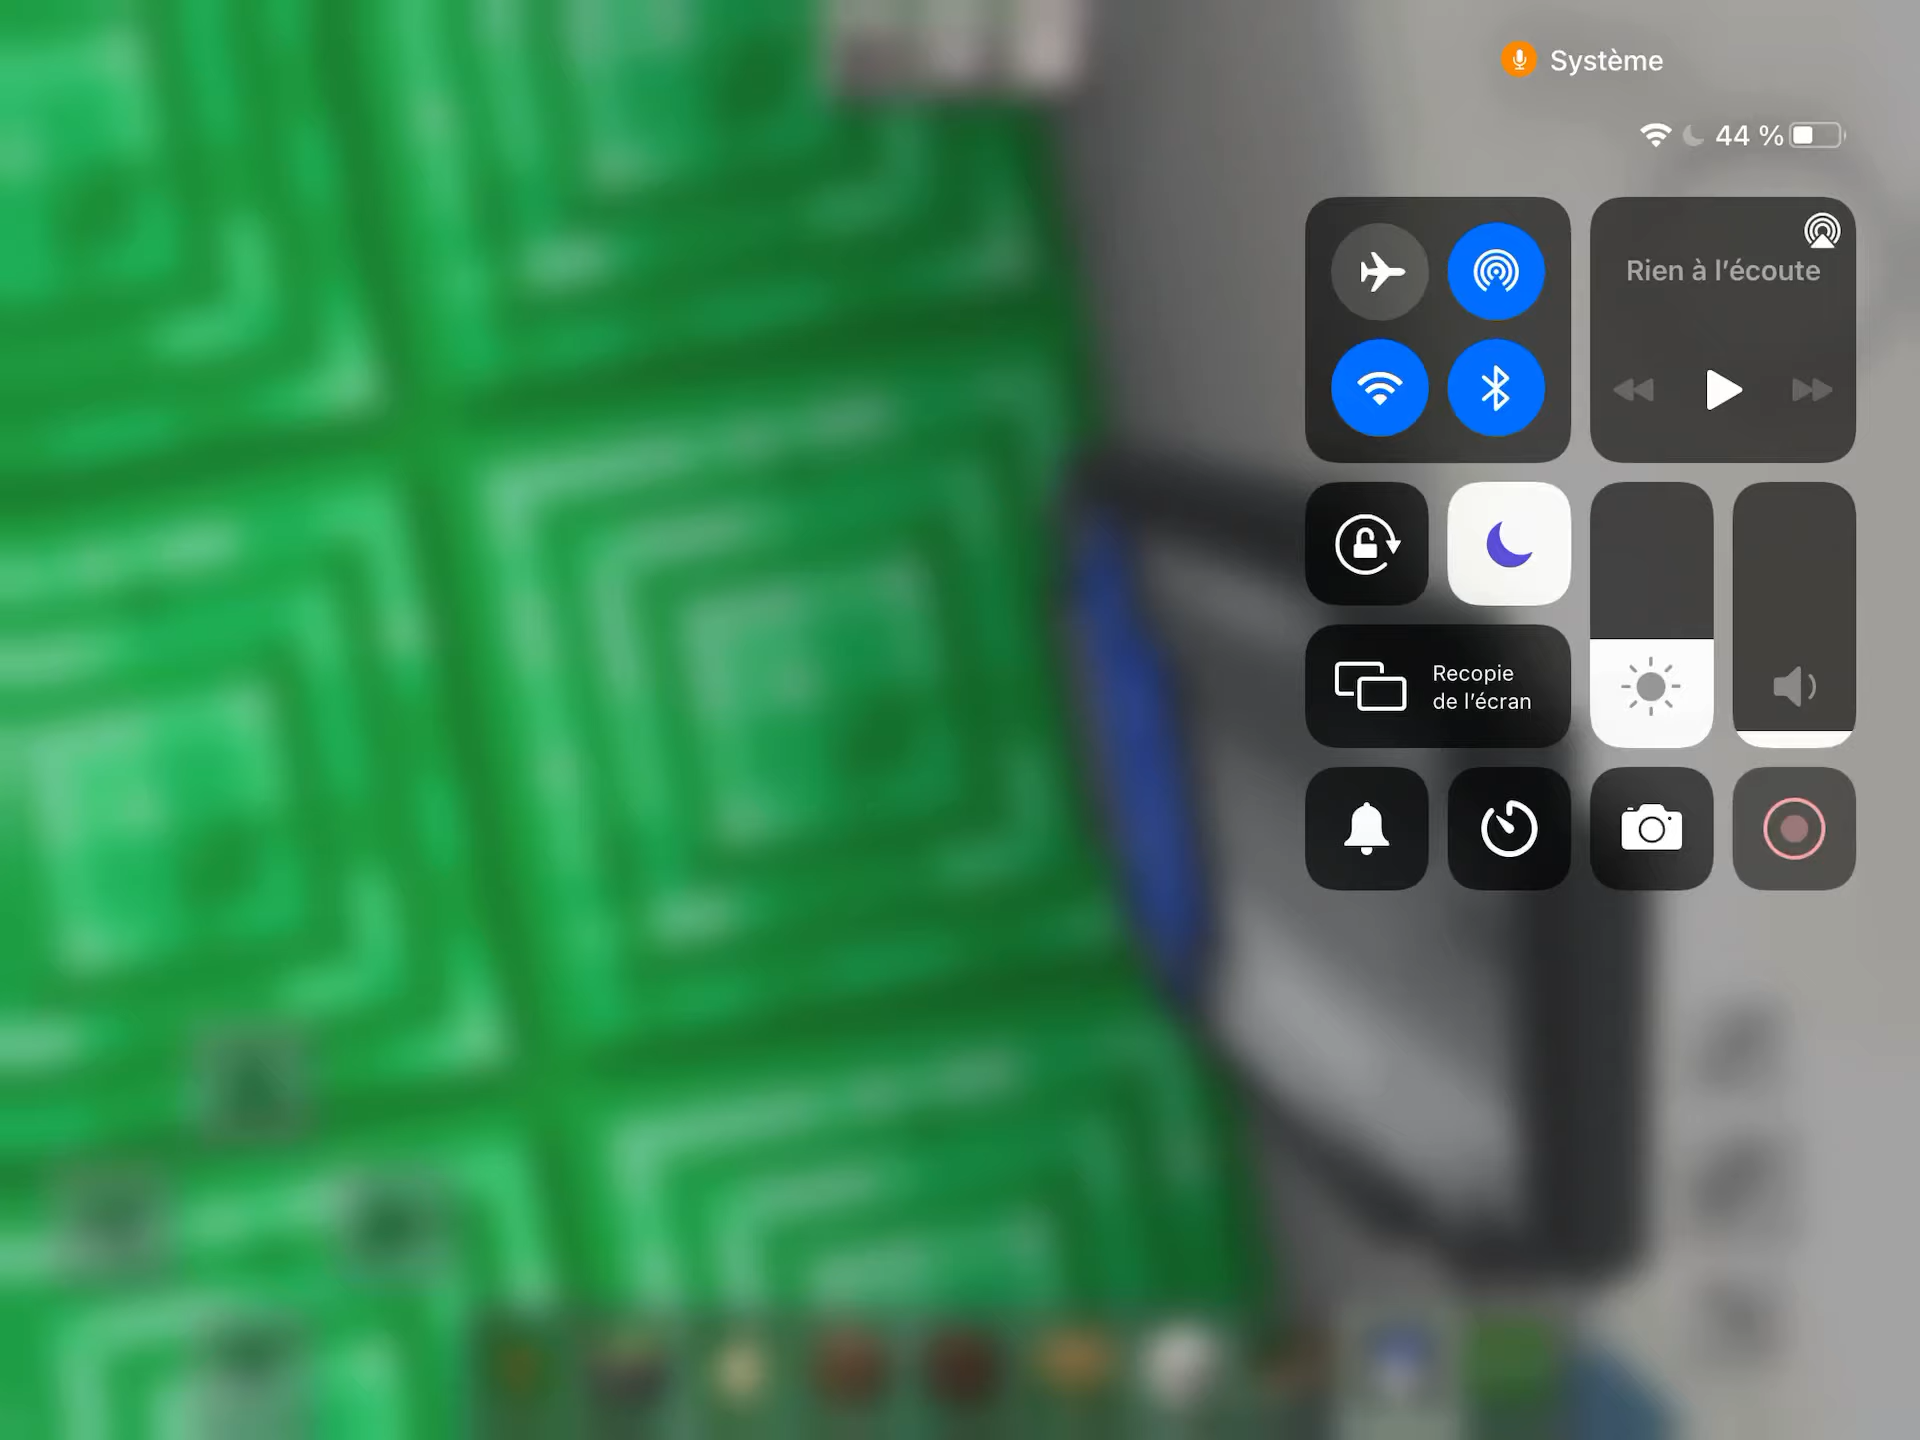 Système
44 %
Rien à l’écoute
Recopie
de l’écran